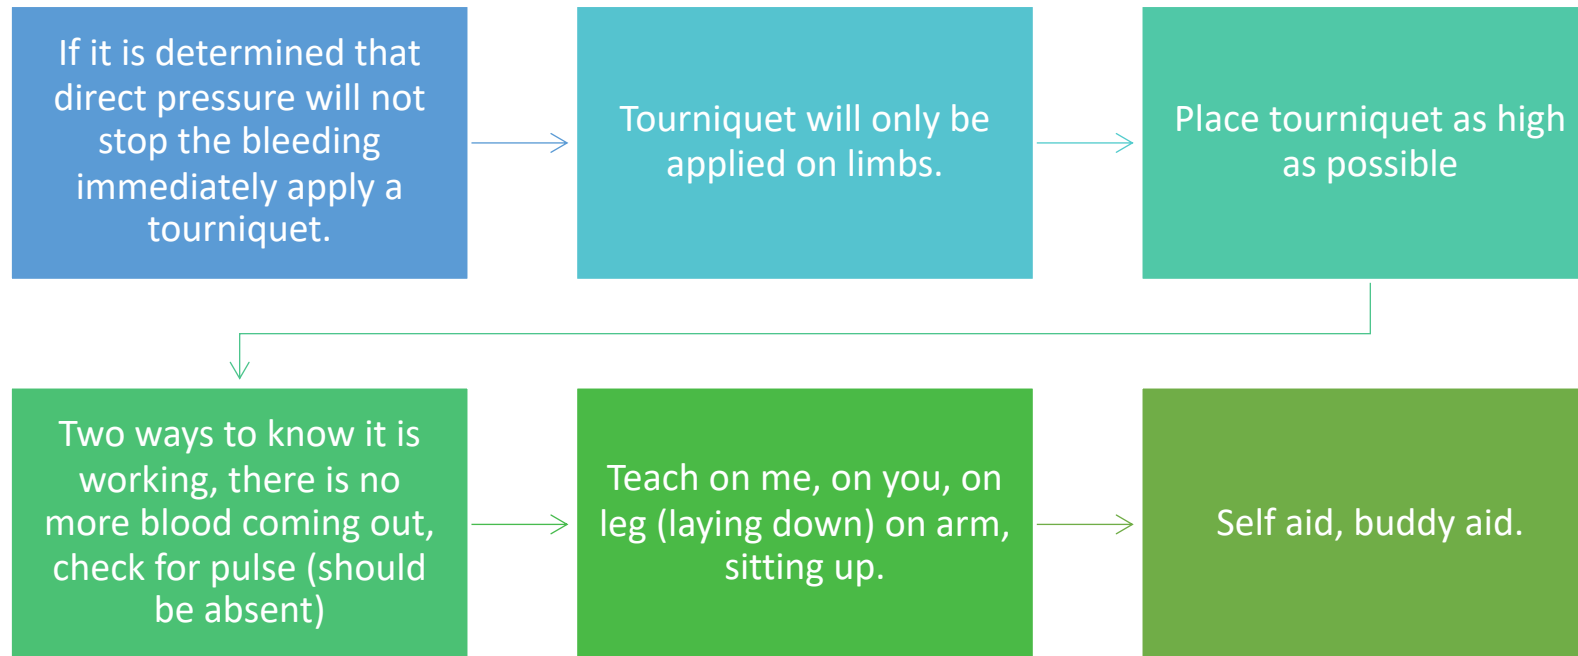 If it is determined that
direct pressure will not
stop the bleeding
immediately apply a
tourniquet.
Tourniquet will only be
applied on limbs.
Place tourniquet as high
as possible
Two ways to know it is
working, there is no
more blood coming out,
check for pulse (should
be absent)
Teach on me, on you, on
leg (laying down) on arm,
sitting up.
Self aid, buddy aid.